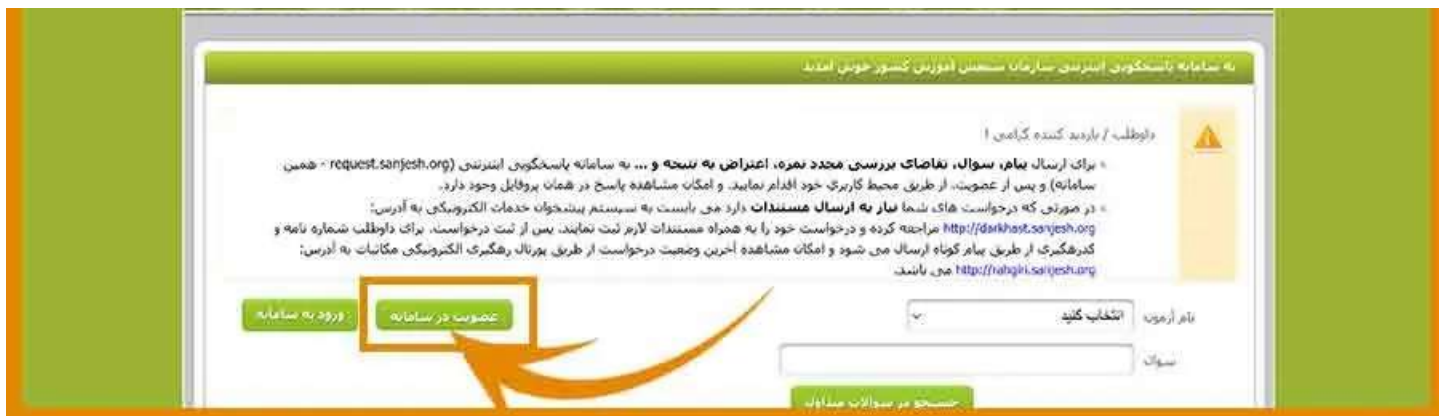 به سامانه پاسخگویی اینترنتی سازمان سنجش آموزش کشور خوش آمدید
داوطلب / بازدید کننده گرامی !
» برای ارسال پیام، سوال، تقاضای بررسی مجدد نمره، اعتراض به نتیجه و ... به سامانه پاسخگویی اینترنتی (request.sanjesh.org - همین
سامانه) و پس از عضویت، از طریق محیط کاربری خود اقدام نمایید. و امکان مشاهده پاسخ در همان پروفایل وجود دارد.
» در صورتی که درخواست های شما نیاز به ارسال مستندات دارد می بایست به سیستم پیشخوان خدمات الکترونیکی به آدرس:
http://darkhast.sanjesh.org مراجعه کرده و درخواست خود را به همراه مستندات لازم ثبت نمایند. پس از ثبت درخواست، برای داوطلب شماره نامه و
کدرهگیری از طریق پیام کوتاه ارسال می شود و امکان مشاهده آخرین وضعیت درخواست از طریق پورتال رهگیری الکترونیکی مکاتبات به آدرس:
http://rahgiri.sanjesh.org می باشد.
نام آزمون انتخاب کنید عضویت در سامانه ورود به سامانه
سوال
جستجو در سوالات متداول